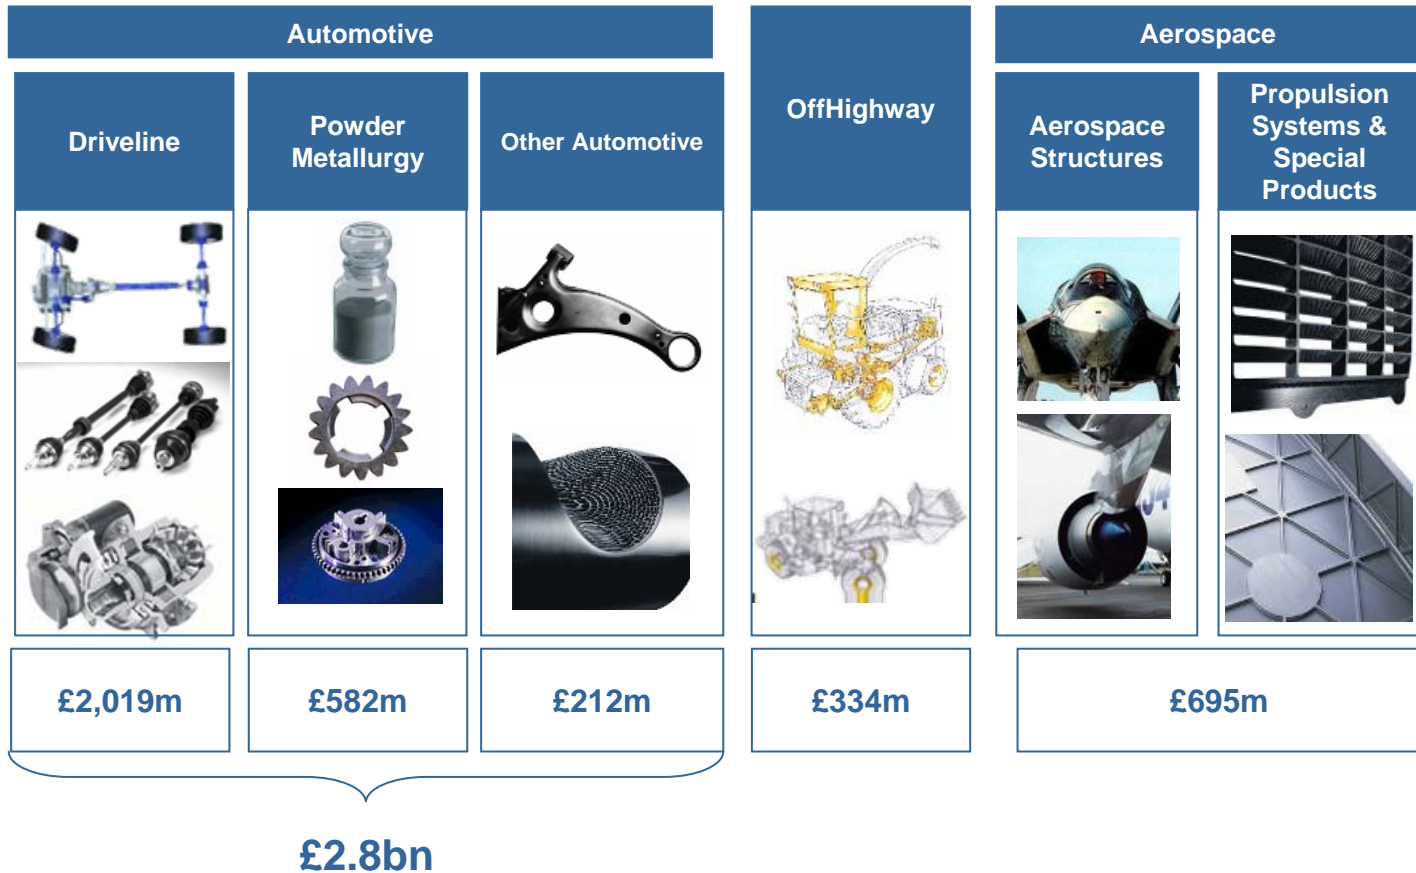 Automotive
Aerospace
Driveline
Powder
Metallurgy
Other Automotive
OffHighway
Aerospace
Structures
Propulsion
Systems &
Special
Products
£2,019m
£582m
£212m
£334m
£695m
£2.8bn